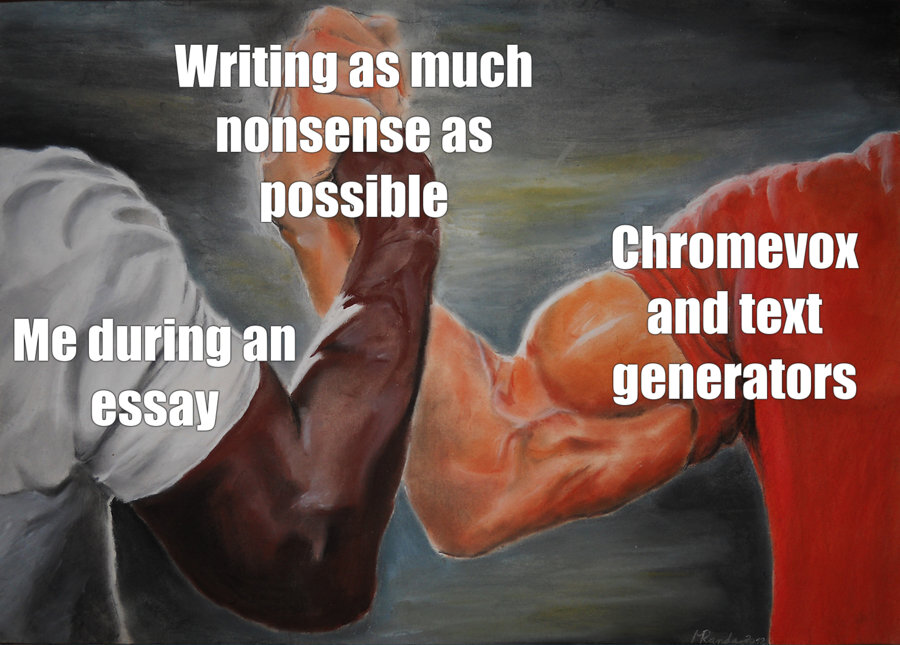 Writing as much
nonsense as
possible
Chromevox
and text
generators
Me during an
essay